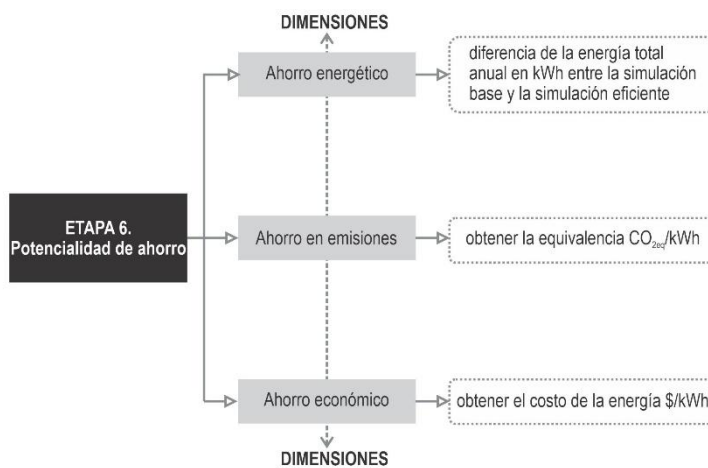 DIMENSIONES
Ahorro energético
diferencia de la energía total
anual en kWh entre la simulación
base y la simulación eficiente
ETAPA 6.
Potencialidad de ahorro
Ahorro en emisiones
obtener la equivalencia CO₂eq/kWh
Ahorro económico
obtener el costo de la energía $/kWh
DIMENSIONES